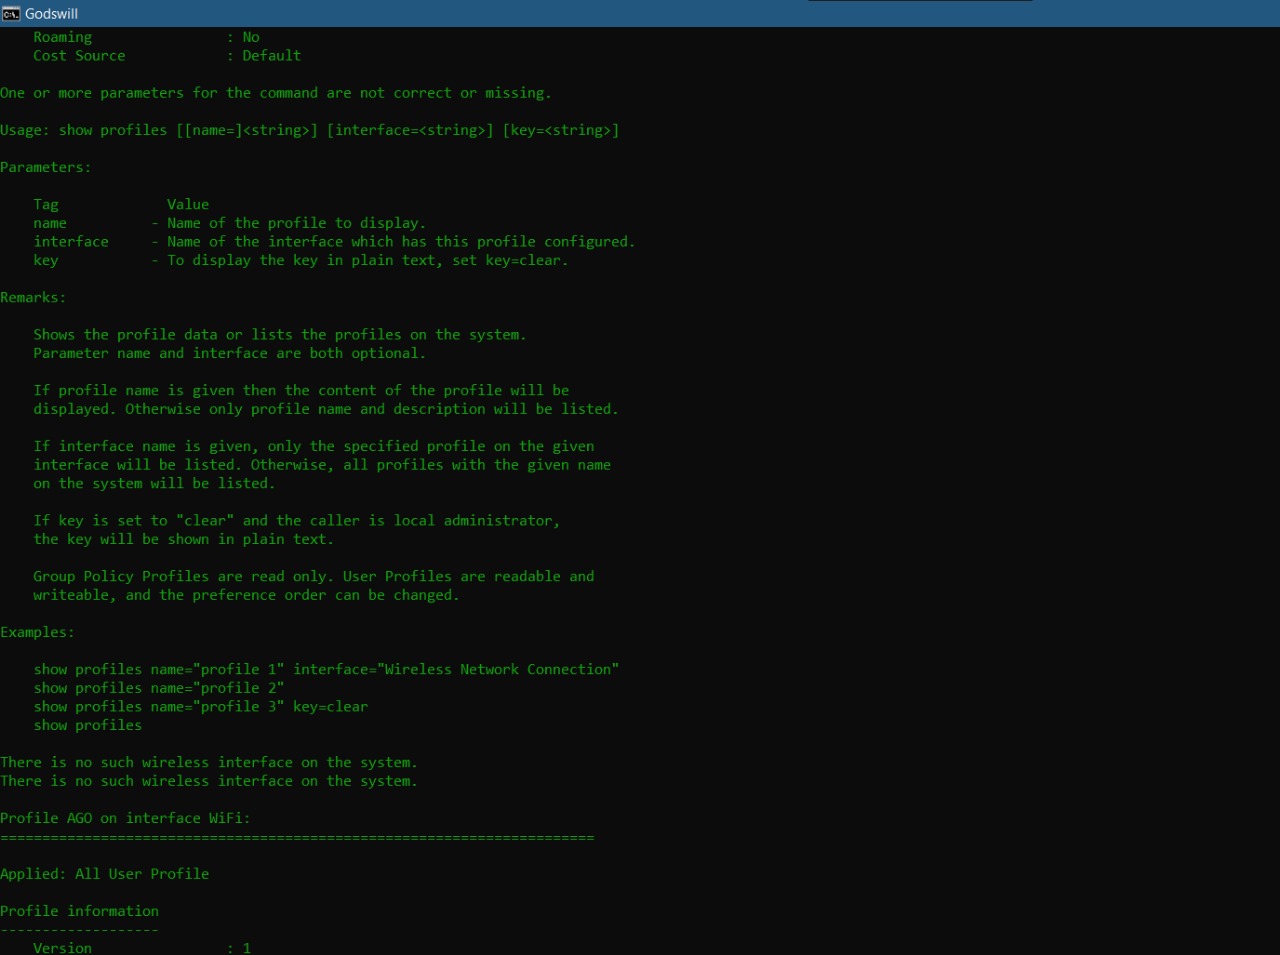 Godswill
Roaming : No
Cost Source : Default
One or more parameters for the command are not correct or missing.
Usage: show profiles [[name=]<string>] [interface=<string>] [key=<string>]
Parameters:
Tag Value
name - Name of the profile to display.
interface - Name of the interface which has this profile configured.
key - To display the key in plain text, set key=clear.
Remarks:
Shows the profile data or lists the profiles on the system.
Parameter name and interface are both optional.
If profile name is given then the content of the profile will be
displayed. Otherwise only profile name and description will be listed.
If interface name is given, only the specified profile on the given
interface will be listed. Otherwise, all profiles with the given name
on the system will be listed.
If key is set to "clear" and the caller is local administrator,
the key will be shown in plain text.
Group Policy Profiles are read only. User Profiles are readable and
writeable, and the preference order can be changed.
Examples:
show profiles name="profile 1" interface="Wireless Network Connection"
show profiles name="profile 2"
show profiles name="profile 3" key=clear
show profiles
There is no such wireless interface on the system.
There is no such wireless interface on the system.
Profile AGO on interface WiFi:
=======================================================================
Applied: All User Profile
Profile information
-------------------
Version : 1